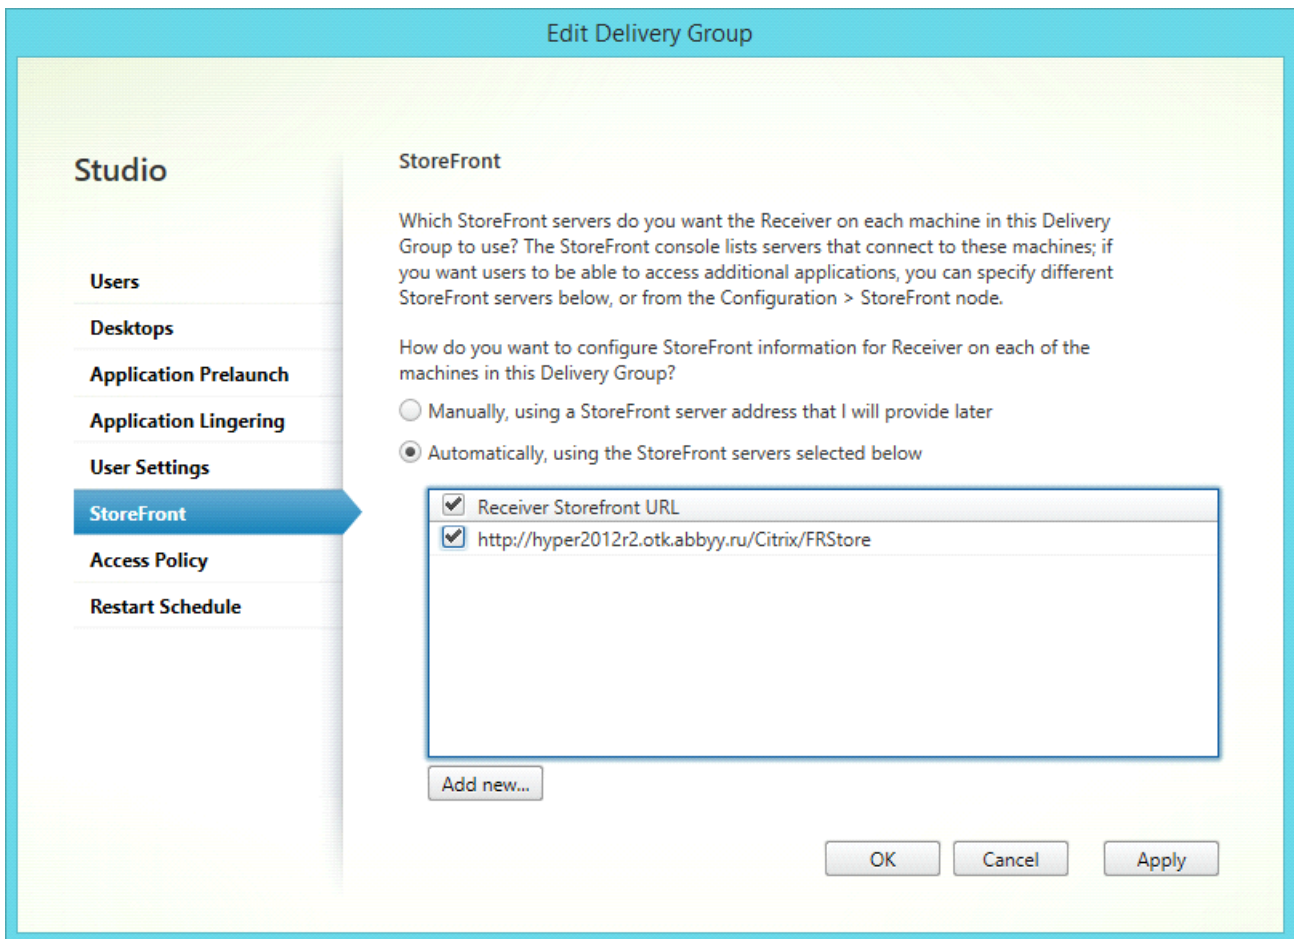 Edit Delivery Group
Studio
Users
Desktops
Application Prelaunch
Application Lingering
User Settings
StoreFront
Access Policy
Restart Schedule
StoreFront
Which StoreFront servers do you want the Receiver on each machine in this Delivery
Group to use? The StoreFront console lists servers that connect to these machines; if
you want users to be able to access additional applications, you can specify different
StoreFront servers below, or from the Configuration > StoreFront node.
How do you want to configure StoreFront information for Receiver on each of the
machines in this Delivery Group?
Manually, using a StoreFront server address that I will provide later
Automatically, using the StoreFront servers selected below
Receiver Storefront URL
http://hyper2012r2.otk.abbyy.ru/Citrix/FRStore
Add new...
OK
Cancel
Apply